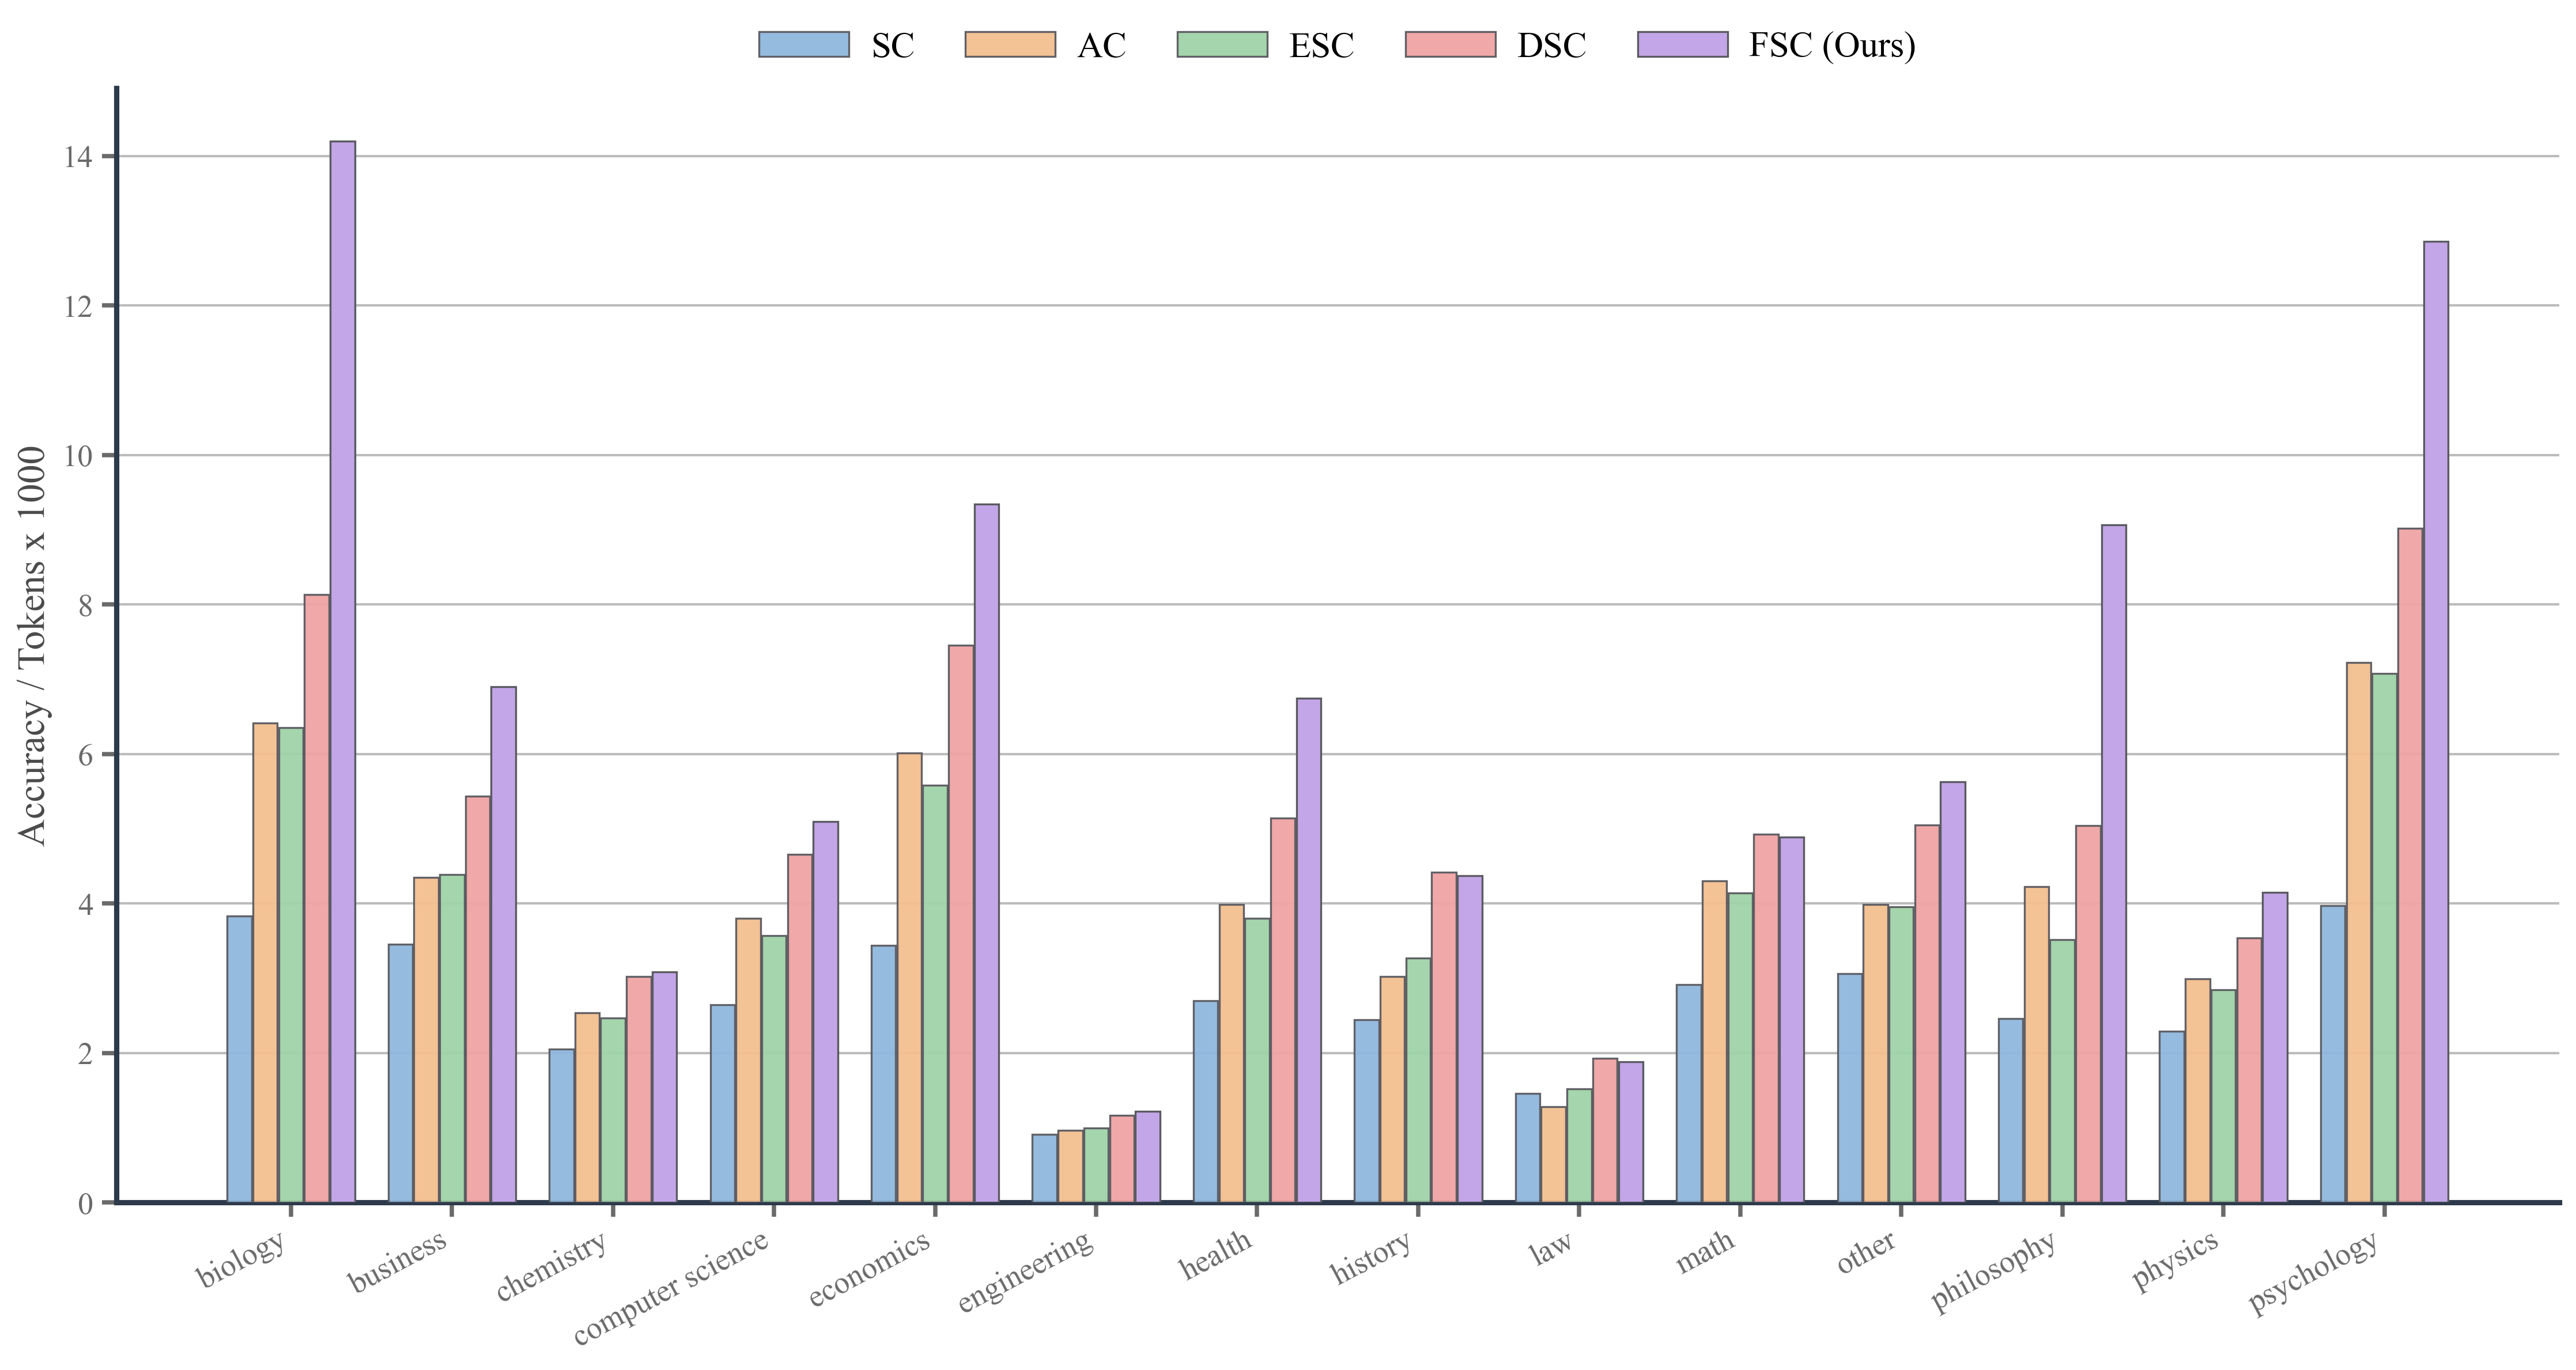 SC AC ESC DSC FSC (Ours)
Accuracy / Tokens x 1000
14
12
10
8
6
4
2
0
biology business chemistry computer science economics engineering health history law math other philosophy physics psychology